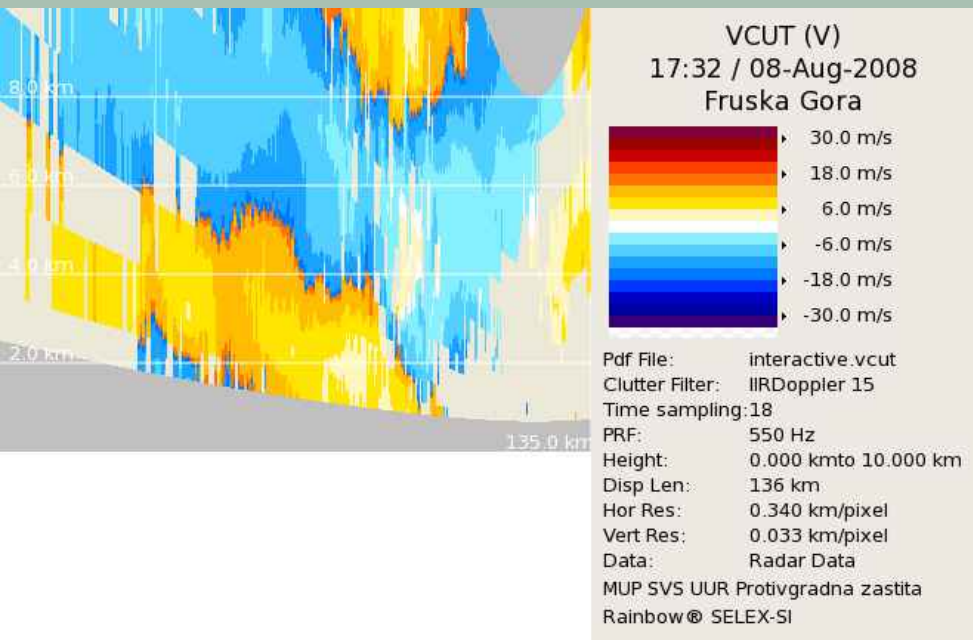 VCUT (V)
17:32 / 08-Aug-2008
Fruska Gora
30.0 m/s
18.0 m/s
6.0 m/s
-6.0 m/s
-18.0 m/s
-30.0 m/s
8.0 km
6.0 km
4.0 km
2.0 km
135.0 km
Pdf File: interactive.vcut
Clutter Filter: IIRDoppler 15
Time sampling:18
PRF: 550 Hz
Height: 0.000 kmto 10.000 km
Disp Len: 136 km
Hor Res: 0.340 km/pixel
Vert Res: 0.033 km/pixel
Data: Radar Data
MUP SVS UUR Protivgradna zastita
Rainbow® SELEX-SI